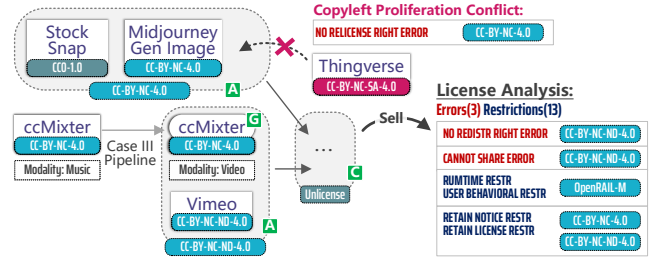 Copyleft Proliferation Conflict:
NO RELICENSE RIGHT ERROR
CC-BY-NC-4.0
Stock
Snap
CC0-1.0
Midjourney
Gen Image
CC-BY-NC-4.0
CC-BY-NC-4.0
A
Thingverse
CC-BY-NC-SA-4.0
ccMixter
CC-BY-NC-4.0
Modality: Music
Case III
Pipeline
ccMixter
G
CC-BY-NC-4.0
Modality: Video
Vimeo
CC-BY-NC-ND-4.0
A
CC-BY-NC-ND-4.0
...
C
Unlicense
Sell
License Analysis:
Errors(3) Restrictions(13)
NO REDISTR RIGHT ERROR
CC-BY-NC-ND-4.0
CANNOT SHARE ERROR
CC-BY-NC-ND-4.0
RUMTIME RESTR
USER BEHAVIORAL RESTR
OpenRAIL-M
RETAIN NOTICE RESTR
RETAIN LICENSE RESTR
CC-BY-NC-4.0
CC-BY-NC-ND-4.0